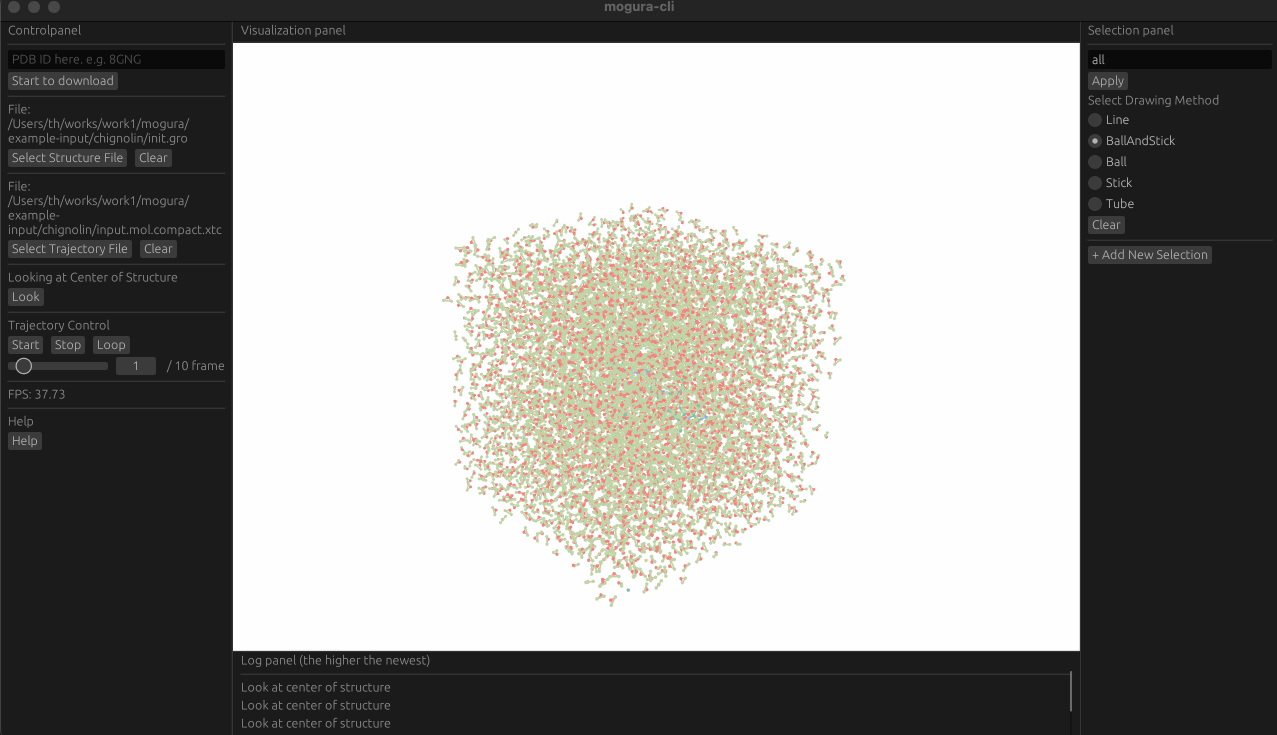 mogura-cli
Controlpanel
PDB ID here. e.g. 8GNG
Start to download
File:
/Users/th/works/work1/mogura/
example-input/chignolin/init.gro
Select Structure File
Clear
File:
/Users/th/works/work1/mogura/
example-
input/chignolin/input.mol.compact.xtc
Select Trajectory File
Clear
Looking at Center of Structure
Look
Trajectory Control
Start
Stop
Loop
1
/ 10 frame
FPS: 37.73
Help
Help
Visualization panel
Log panel (the higher the newest)
Look at center of structure
Look at center of structure
Look at center of structure
Selection panel
all
Apply
Select Drawing Method
Line
BallAndStick
Ball
Stick
Tube
Clear
+ Add New Selection